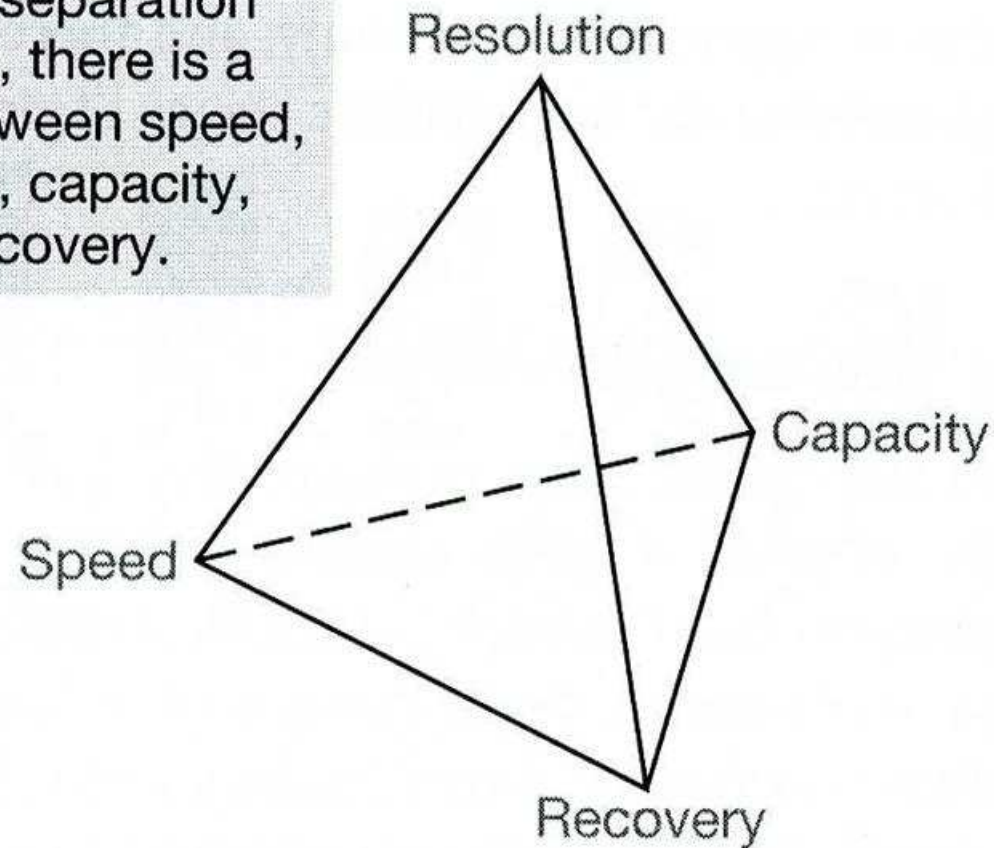 separation
, there is a
ween speed,
, capacity,
covery.
Resolution
Capacity
Speed
Recovery